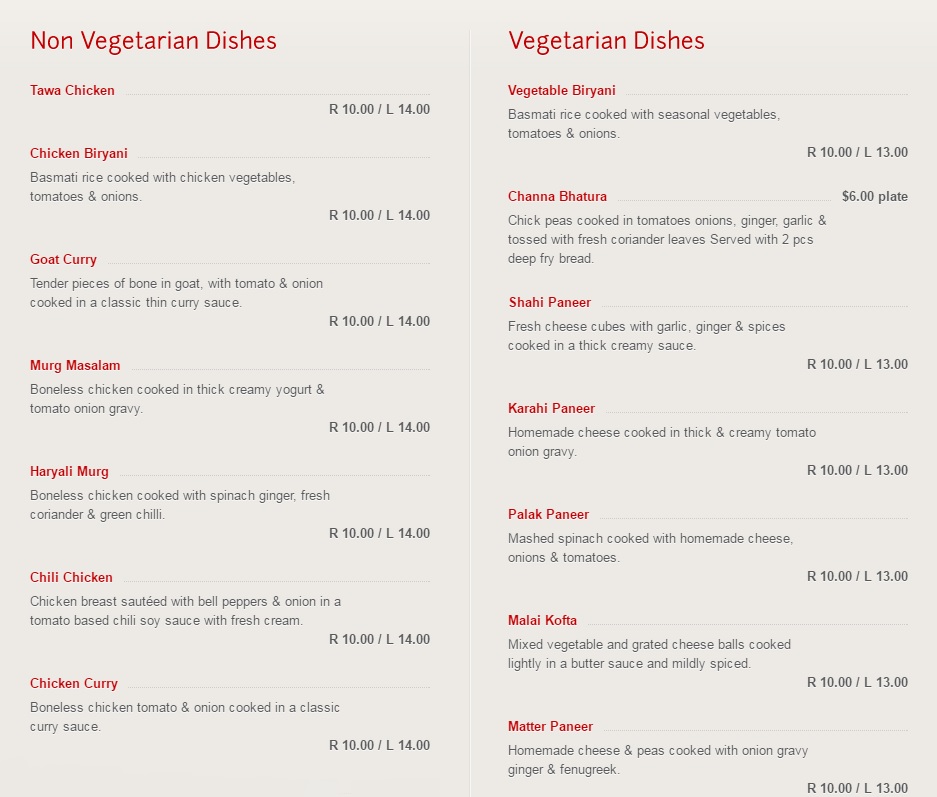 Non Vegetarian Dishes
Tawa Chicken
R 10.00 / L 14.00
Chicken Biryani
Basmati rice cooked with chicken vegetables,
tomatoes & onions.
R 10.00 / L 14.00
Goat Curry
Tender pieces of bone in goat, with tomato & onion
cooked in a classic thin curry sauce.
R 10.00 / L 14.00
Murg Masalam
Boneless chicken cooked in thick creamy yogurt &
tomato onion gravy.
R 10.00 / L 14.00
Haryali Murg
Boneless chicken cooked with spinach ginger, fresh
coriander & green chilli.
R 10.00 / L 14.00
Chili Chicken
Chicken breast sautéed with bell peppers & onion in a
tomato based chili soy sauce with fresh cream.
R 10.00 / L 14.00
Chicken Curry
Boneless chicken tomato & onion cooked in a classic
curry sauce.
R 10.00 / L 14.00
Vegetarian Dishes
Vegetable Biryani
Basmati rice cooked with seasonal vegetables,
tomatoes & onions.
R 10.00 / L 13.00
Channa Bhatura $6.00 plate
Chick peas cooked in tomatoes onions, ginger, garlic &
tossed with fresh coriander leaves Served with 2 pcs
deep fry bread.
Shahi Paneer
Fresh cheese cubes with garlic, ginger & spices
cooked in a thick creamy sauce.
R 10.00 / L 13.00
Karahi Paneer
Homemade cheese cooked in thick & creamy tomato
onion gravy.
R 10.00 / L 13.00
Palak Paneer
Mashed spinach cooked with homemade cheese,
onions & tomatoes.
R 10.00 / L 13.00
Malai Kofta
Mixed vegetable and grated cheese balls cooked
lightly in a butter sauce and mildly spiced.
R 10.00 / L 13.00
Matter Paneer
Homemade cheese & peas cooked with onion gravy
ginger & fenugreek.
R 10.00 / L 13.00